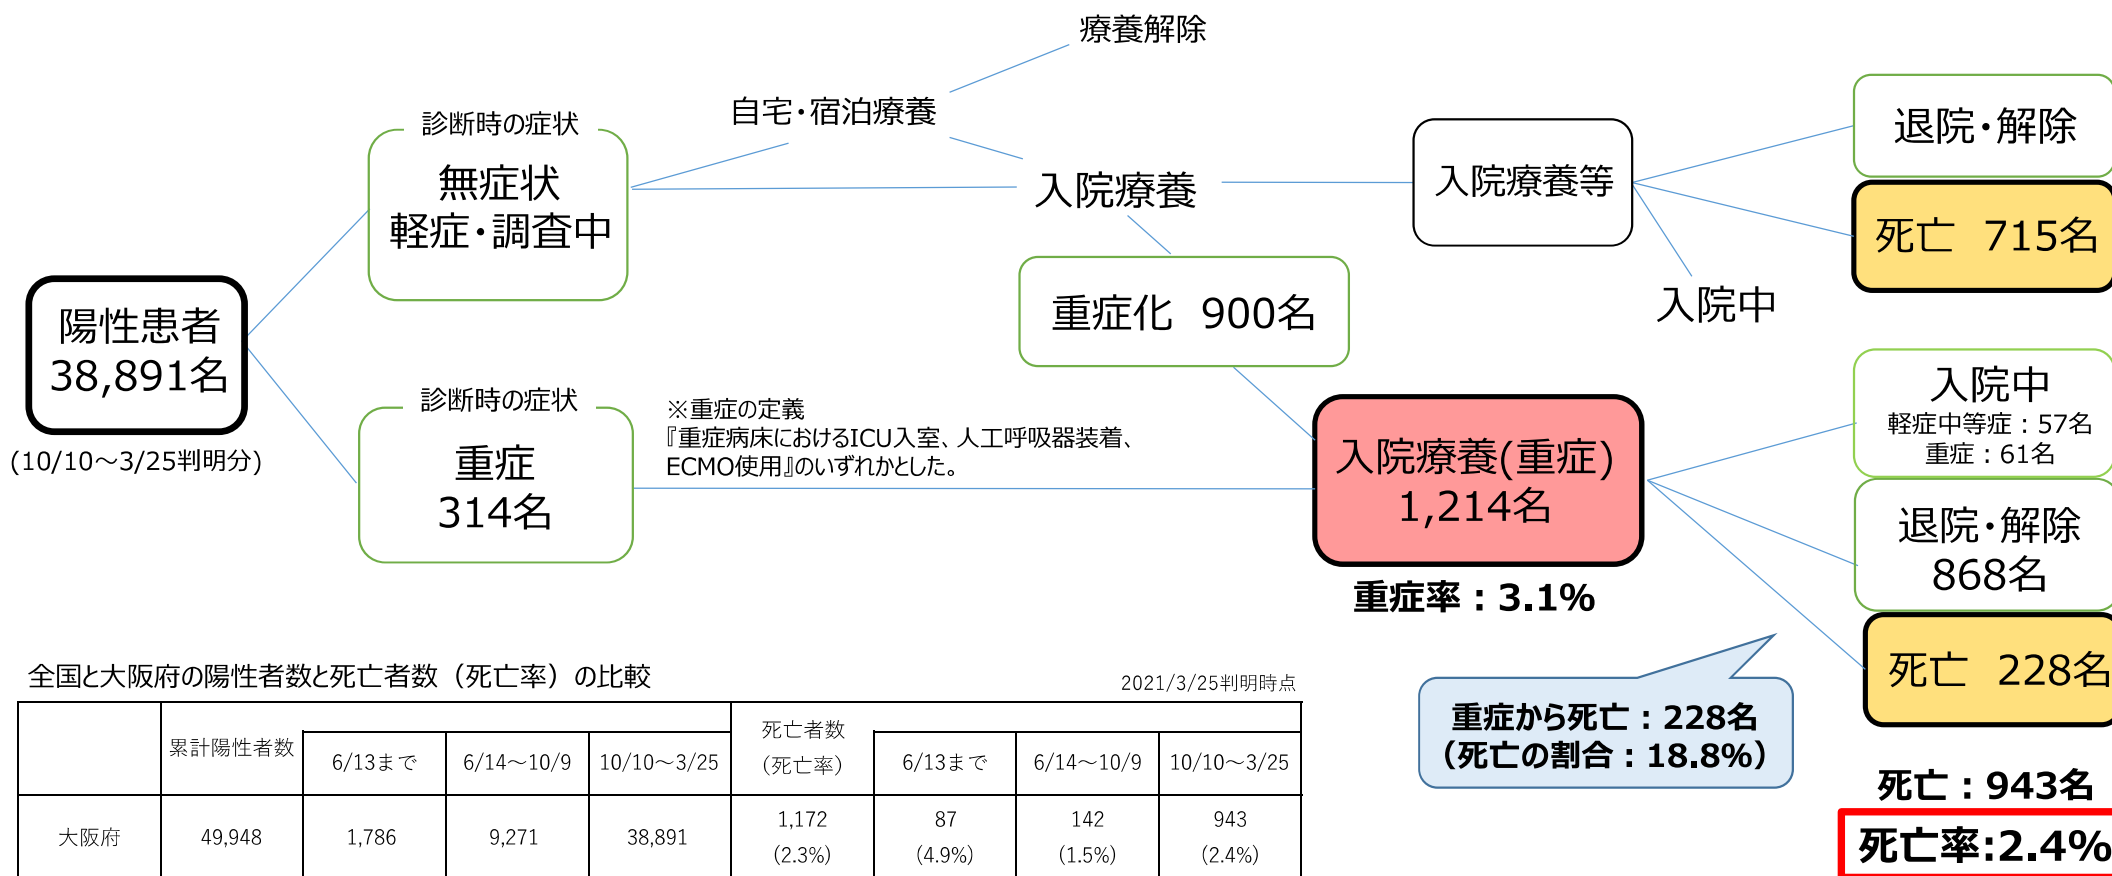 療養解除
自宅・宿泊療養
診断時の症状
無症状
軽症・調査中
入院療養
入院療養等
退院・解除
死亡 715名
入院中
重症化 900名
陽性患者
38,891名
(10/10～3/25判明分)
診断時の症状
重症
314名
※重症の定義
『重症病床におけるICU入室、人工呼吸器装着、
ECMO使用』のいずれかとした。
入院療養(重症)
1,214名
重症率：3.1%
入院中
軽症中等症：57名
重症：61名
退院・解除
868名
死亡 228名
重症から死亡：228名
（死亡の割合：18.8%）
死亡：943名
死亡率:2.4%
全国と大阪府の陽性者数と死亡者数（死亡率）の比較
2021/3/25判明時点
累計陽性者数 6/13まで 6/14～10/9 10/10～3/25 死亡者数（死亡率） 6/13まで 6/14～10/9 10/10～3/25
大阪府 49,948 1,786 9,271 38,891 1,172 87 142 943
(2.3%) (4.9%) (1.5%) (2.4%)